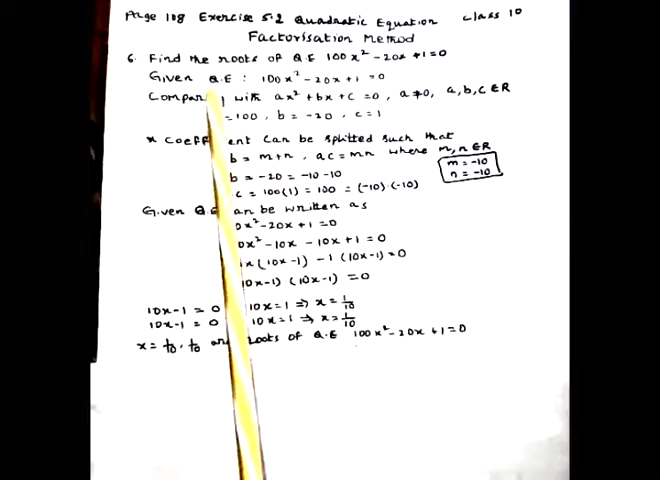 Page 108 Exercise 5.2 Quadratic Equation class 10
Factorisation Method
6. Find the roots of Q.E 100x² - 20x + 1 = 0
Given Q.E : 100x² - 20x + 1 = 0
Compar with ax² + bx + c = 0, a ≠ 0, a, b, c ∈ R
= 100, b = -20, c = 1
x coeff ent can be splitted such that
b = m+n, ac = mn where m, n ∈ R
m = -10
n = -10
b = -20 = -10 -10
c = 100(1) = 100 = (-10)·(-10)
Given Q.E an be written as
0x² - 20x + 1 = 0
0x² - 10x - 10x + 1 = 0
x(10x-1) - 1(10x-1) = 0
10x-1) (10x-1) = 0
10x-1 = 0 10x = 1 ⇒ x = 1/10
10x-1 = 0 10x = 1 ⇒ x = 1/10
x = 1/10, 1/10 a roots of Q.E 100x² - 20x + 1 = 0